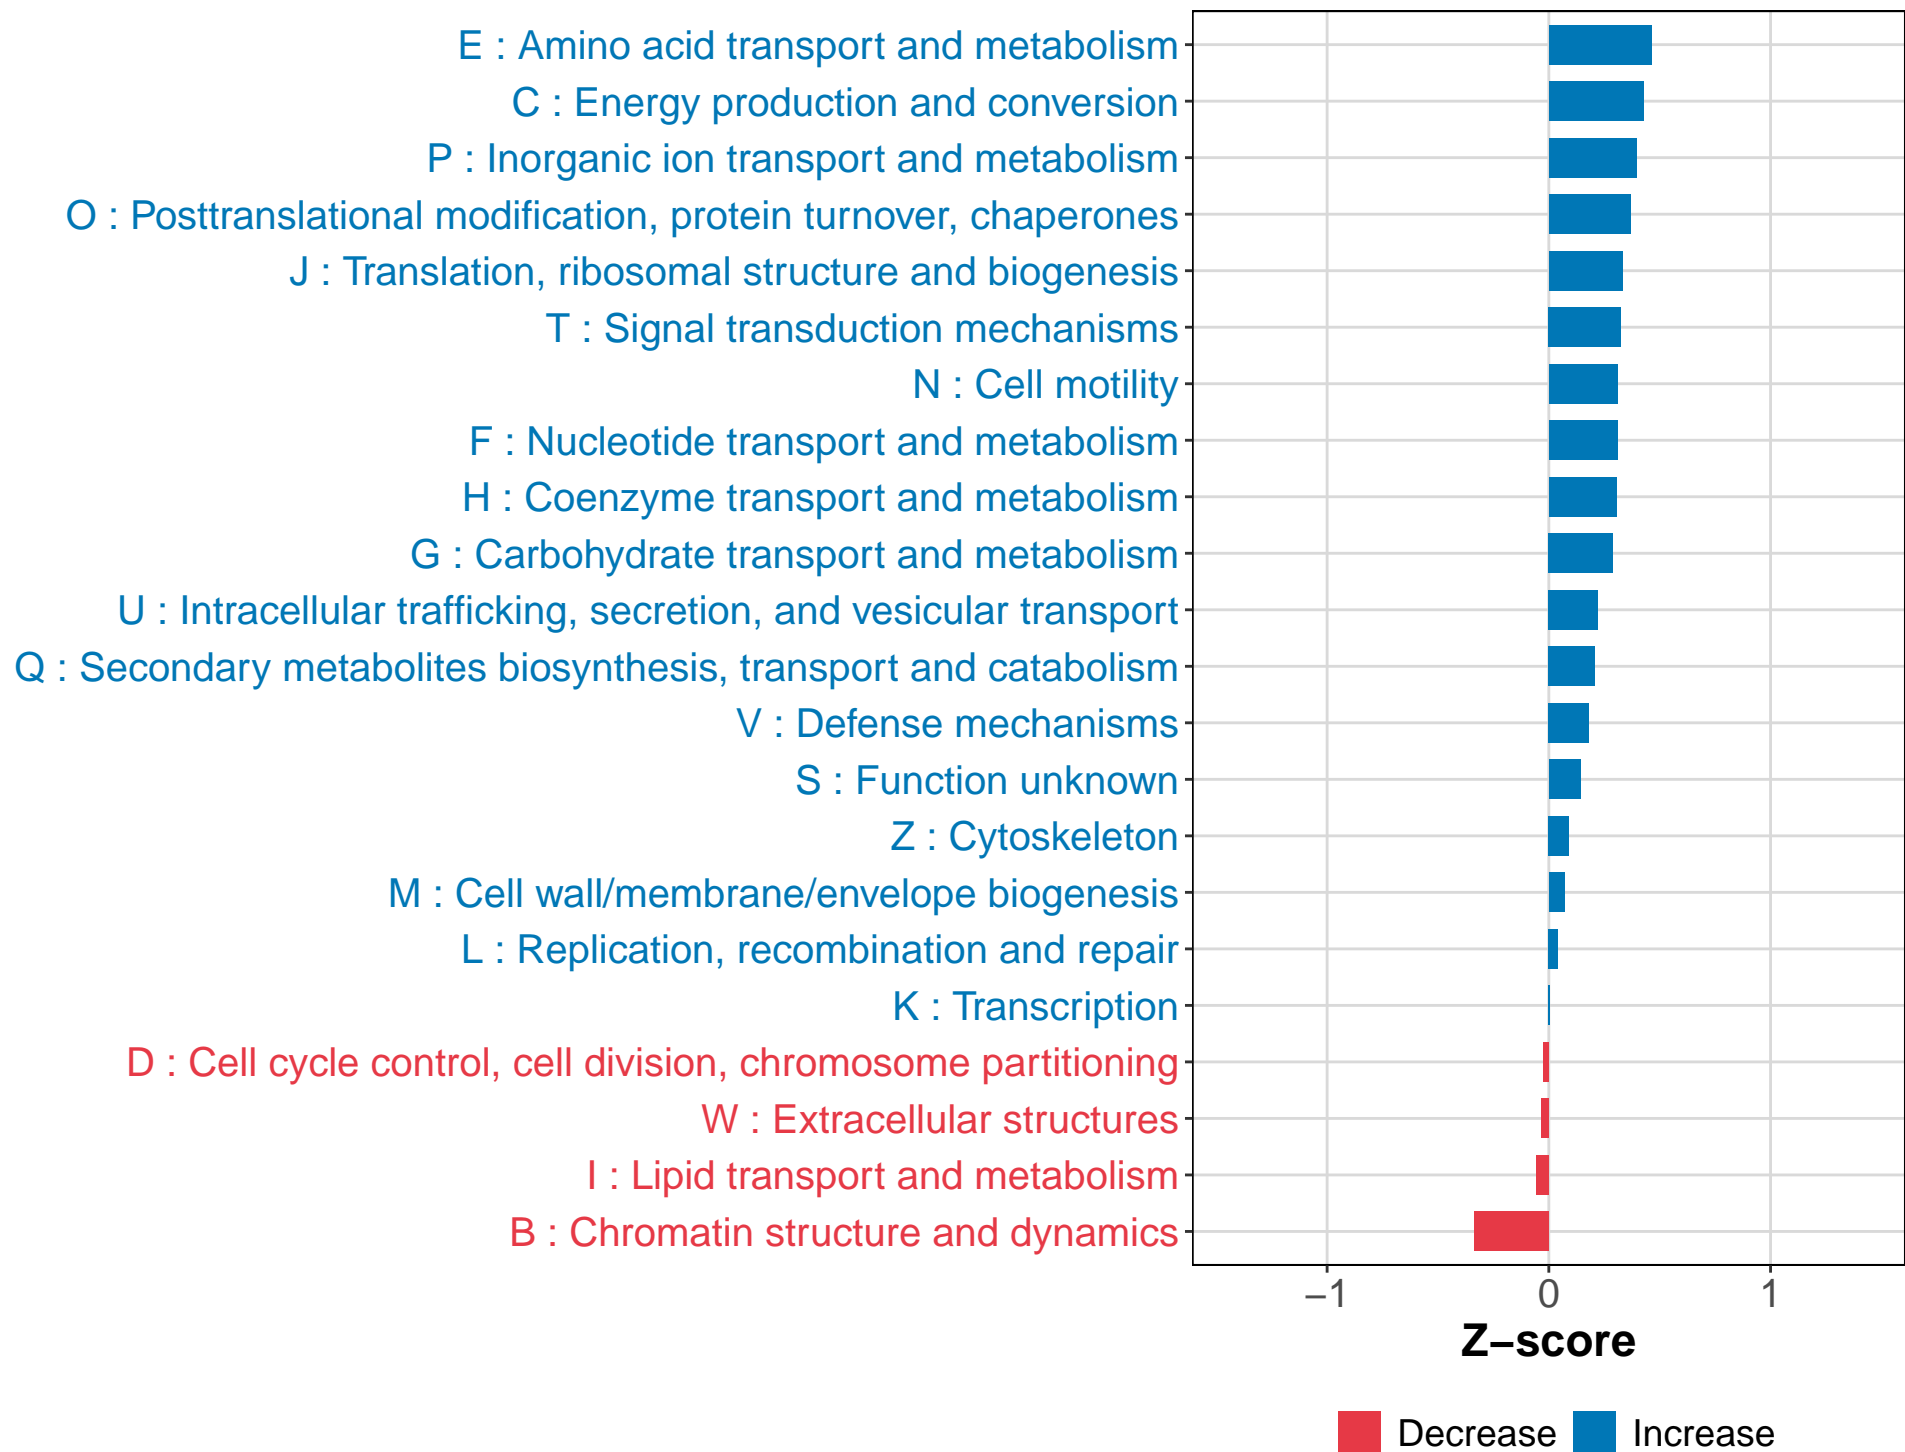 E : Amino acid transport and metabolism
C : Energy production and conversion
P : Inorganic ion transport and metabolism
O : Posttranslational modification, protein turnover, chaperones
J : Translation, ribosomal structure and biogenesis
T : Signal transduction mechanisms
N : Cell motility
F : Nucleotide transport and metabolism
H : Coenzyme transport and metabolism
G : Carbohydrate transport and metabolism
U : Intracellular trafficking, secretion, and vesicular transport
Q : Secondary metabolites biosynthesis, transport and catabolism
V : Defense mechanisms
S : Function unknown
Z : Cytoskeleton
M : Cell wall/membrane/envelope biogenesis
L : Replication, recombination and repair
K : Transcription
D : Cell cycle control, cell division, chromosome partitioning
W : Extracellular structures
I : Lipid transport and metabolism
B : Chromatin structure and dynamics
−1 0 1
Z−score
Decrease Increase